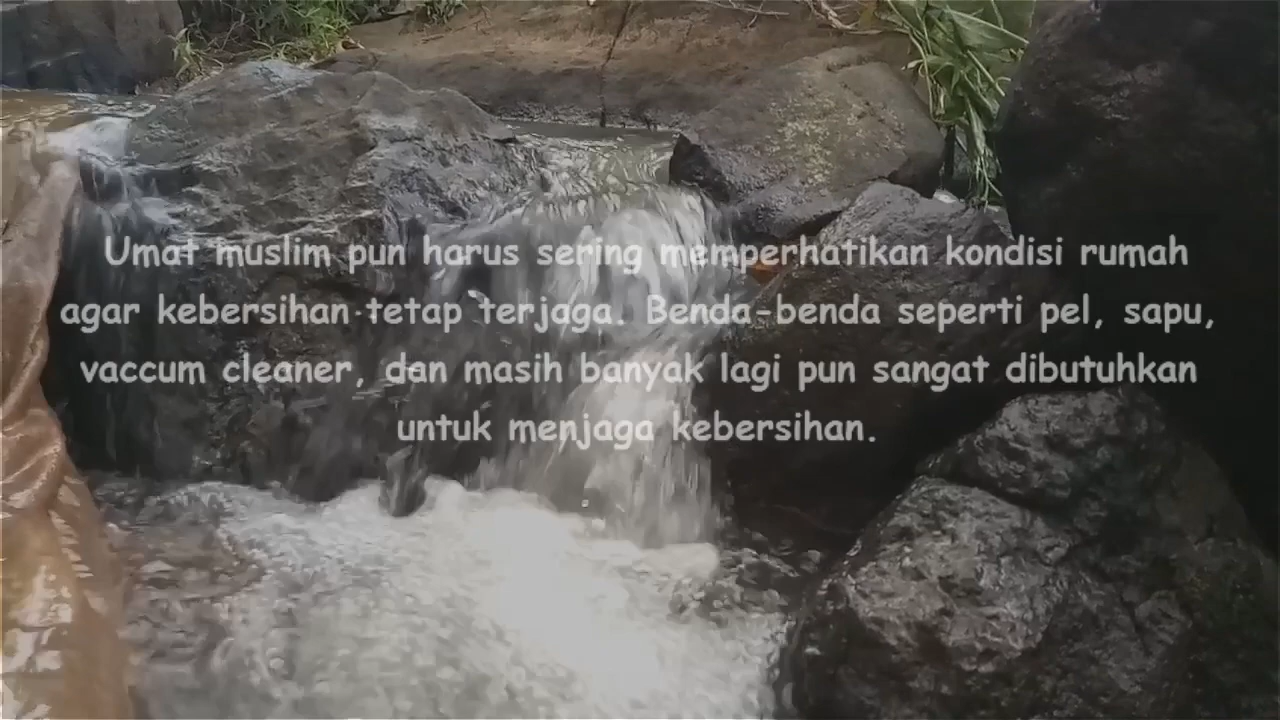 Umat muslim pun harus sering memperhatikan kondisi rumah
agar kebersihan tetap terjaga. Benda-benda seperti pel, sapu,
vaccum cleaner, dan masih banyak lagi pun sangat dibutuhkan
untuk menjaga kebersihan.